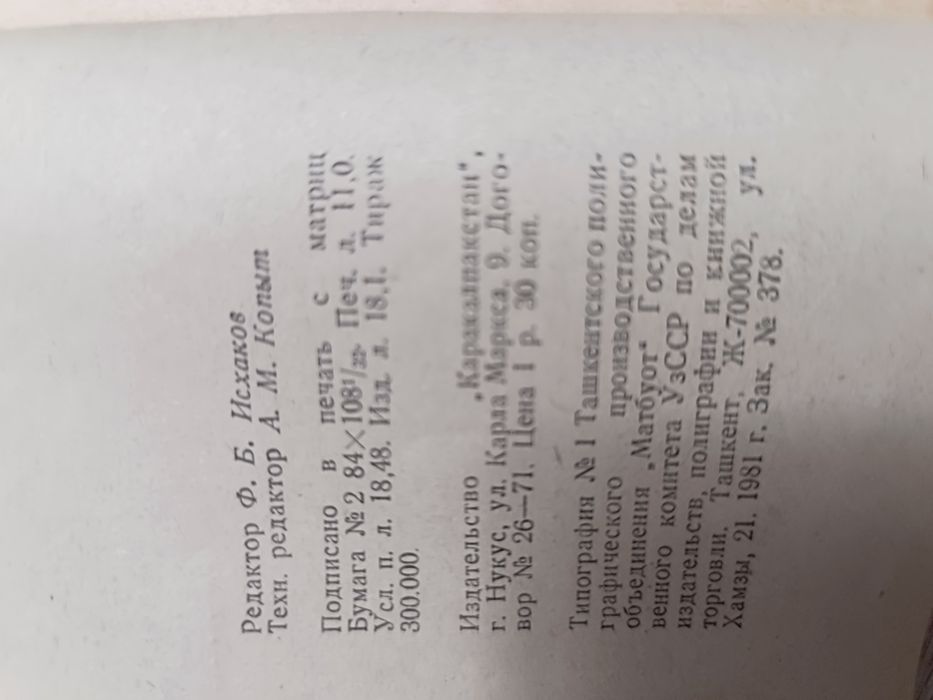 Редактор Ф. Б. Исхаков
Техн. редактор А. М. Копыт
Подписано в печать с матриц
Бумага № 2 84×108¹/₃₂. Печ. л. 11,0.
Усл. п. л. 18,48. Изд. л. 18,1. Тираж
300.000.
Издательство „Каракалпакстан",
г. Нукус, ул. Карла Маркса, 9. Дого-
вор № 26—71. Цена 1 р. 30 коп.
Типография № 1 Ташкентского поли-
графического производственного
объединения „Матбуот" Государст-
венного комитета УзССР по делам
издательств, полиграфии и книжной
торговли. Ташкент, Ж-700002, ул.
Хамзы, 21. 1981 г. Зак. № 378.